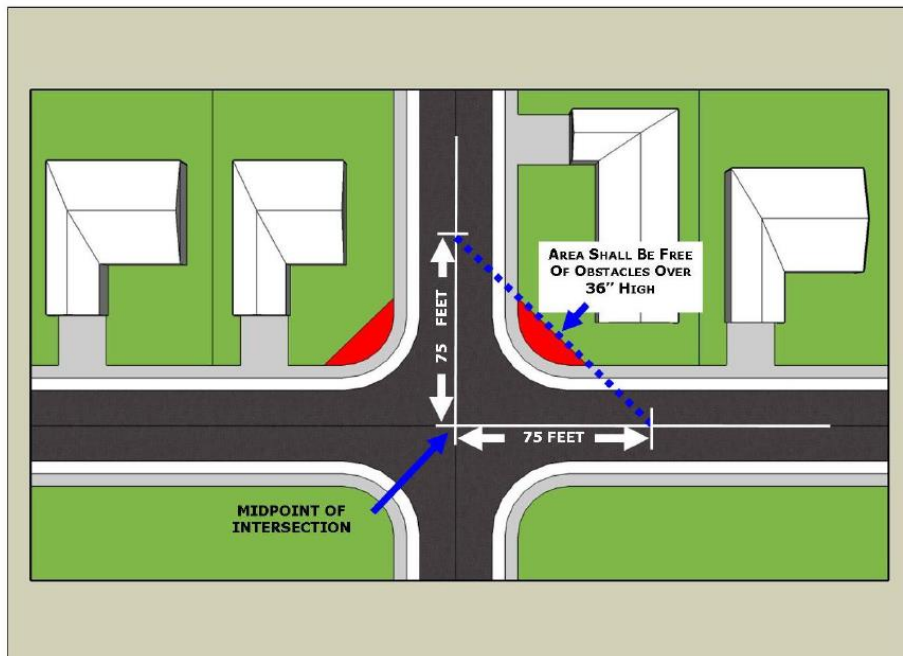 AREA SHALL BE FREE
OF OBSTACLES OVER
36" HIGH
75 FEET
75 FEET
MIDPOINT OF
INTERSECTION